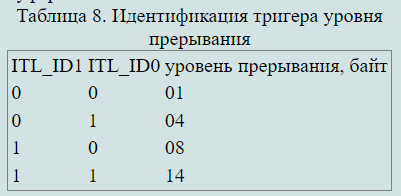 Таблица 8. Идентификация тригера уровня
прерывания
ITL_ID1 ITL_ID0 уровень прерывания, байт
0 0 01
0 1 04
1 0 08
1 1 14